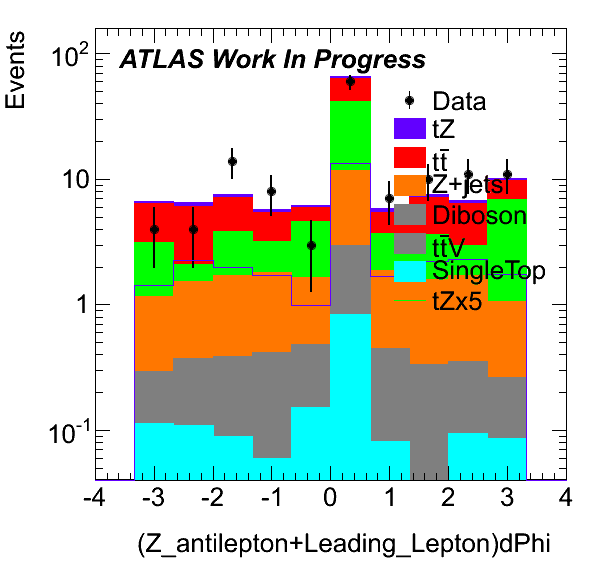 Events
ATLAS Work In Progress
10²
10
1
10⁻¹
Data
tZ
tt̄
Z+jets
Diboson
tt̄V
SingleTop
tZx5
-4 -3 -2 -1 0 1 2 3 4
(Z_antilepton+Leading_Lepton)dPhi